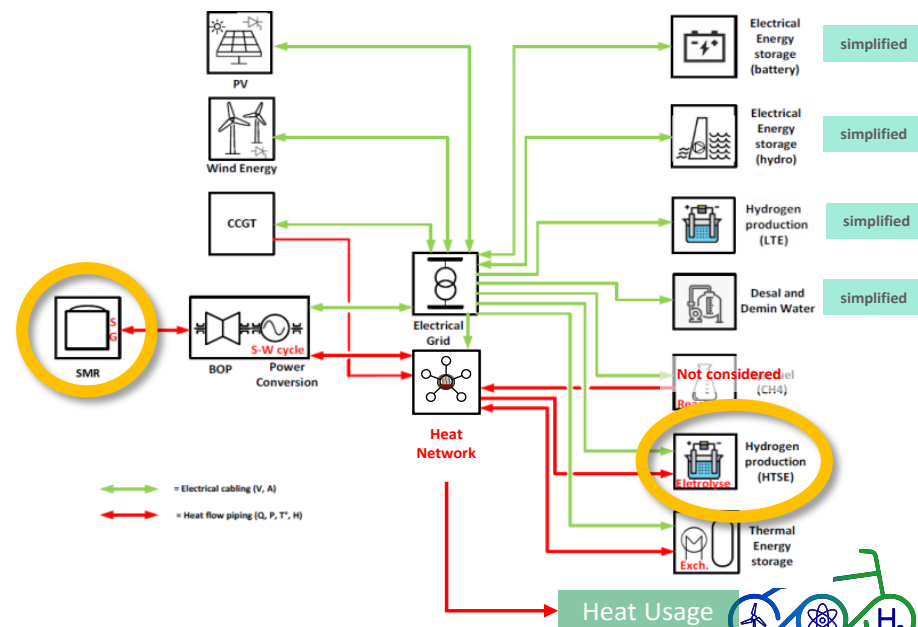 PV
Wind Energy
CCGT
S
G
SMR
S-W cycle
BOP
Power
Conversion
Electrical
Grid
Heat
Network
Electrical
Energy
storage
(battery)
simplified
Electrical
Energy
storage
(hydro)
simplified
Hydrogen
production
(LTE)
simplified
Desal and
Demin Water
simplified
Not considered
(CH4)
Hydrogen
production
(HTSE)
Eletrolyse
Thermal
Energy
storage
Exch.
= Electrical cabling (V, A)
= Heat flow piping (Q, P, T°, H)
Heat Usage